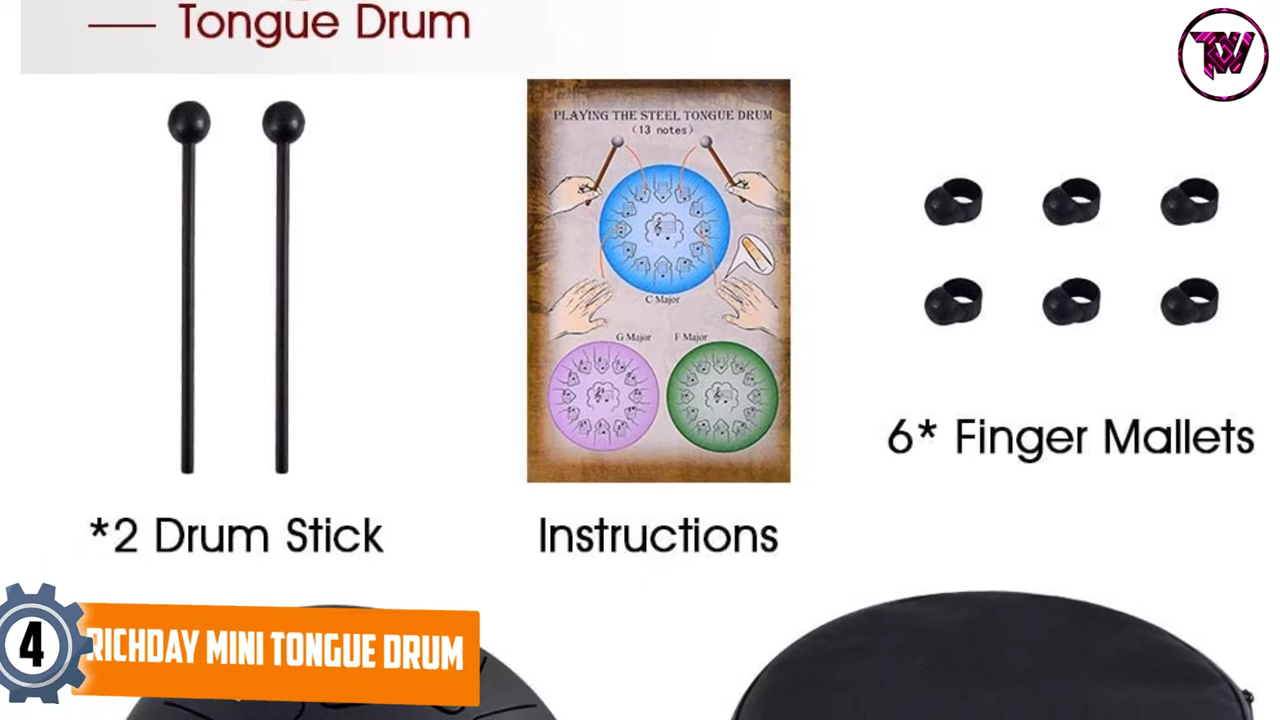 Tongue Drum
TW
PLAYING THE STEEL TONGUE DRUM
(13 notes)
C Major
G Major
F Major
6* Finger Mallets
*2 Drum Stick
Instructions
4
RICHDAY MINI TONGUE DRUM